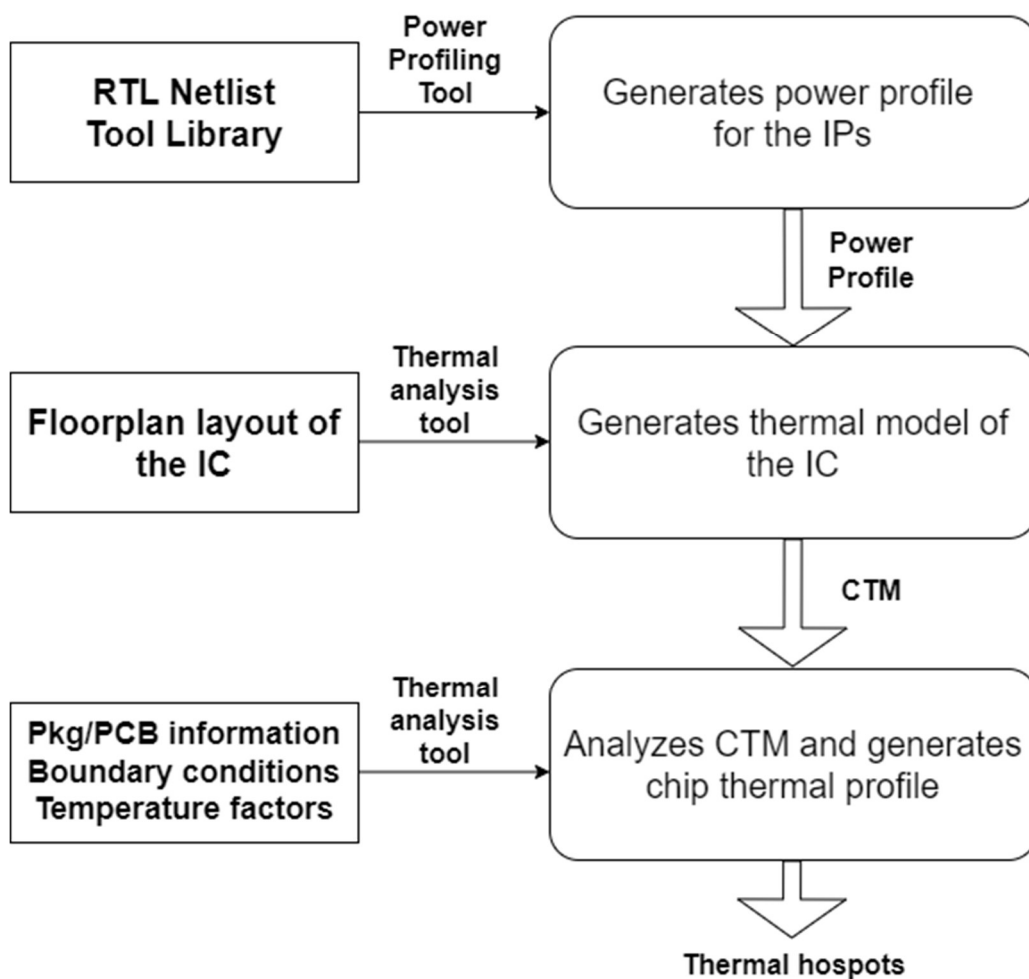 RTL Netlist
Tool Library
Power
Profiling
Tool
Generates power profile
for the IPs
Power
Profile
Floorplan layout of
the IC
Thermal
analysis
tool
Generates thermal model of
the IC
CTM
Pkg/PCB information
Boundary conditions
Temperature factors
Thermal
analysis
tool
Analyzes CTM and generates
chip thermal profile
Thermal hospots